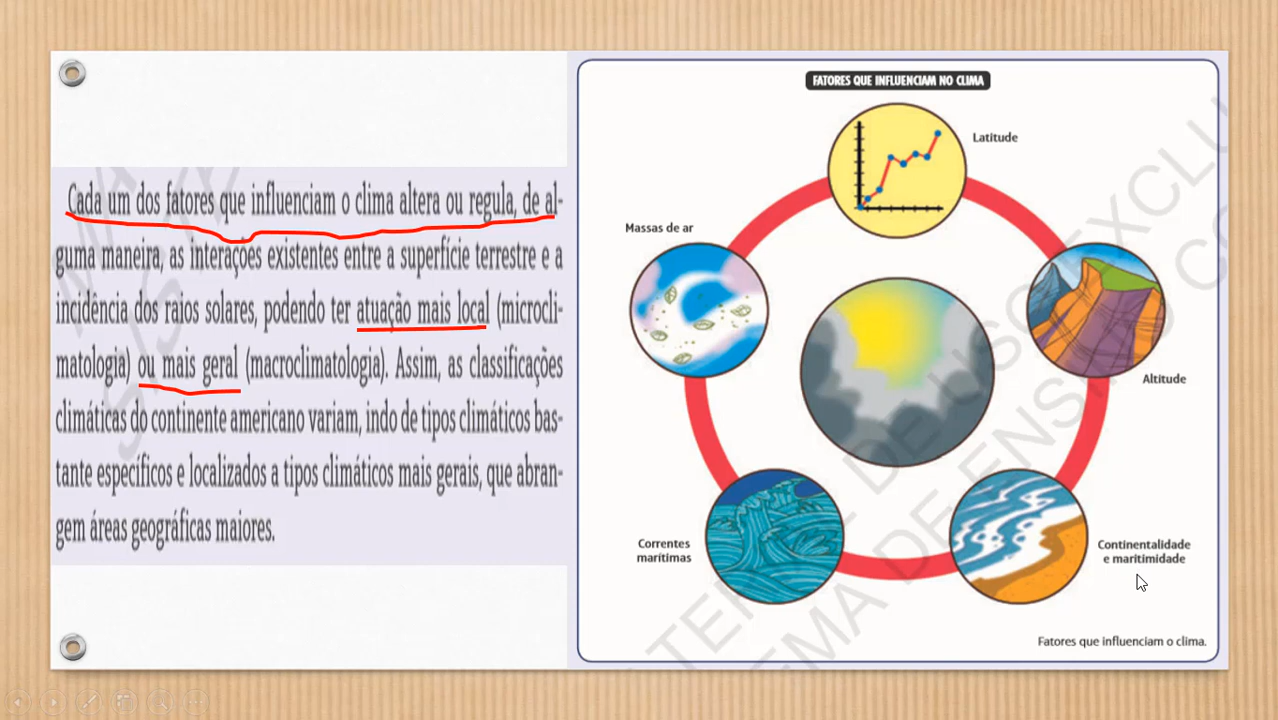 Cada um dos fatores que influenciam o clima altera ou regula, de al-
guma maneira, as interações existentes entre a superfície terrestre e a
incidência dos raios solares, podendo ter atuação mais local (microcli-
matologia) ou mais geral (macroclimatologia). Assim, as classificações
climáticas do continente americano variam, indo de tipos climáticos bas-
tante específicos e localizados a tipos climáticos mais gerais, que abran-
gem áreas geográficas maiores.
FATORES QUE INFLUENCIAM NO CLIMA
Latitude
Massas de ar
Altitude
Correntes
marítimas
Continentalidade
e maritimidade
Fatores que influenciam o clima.